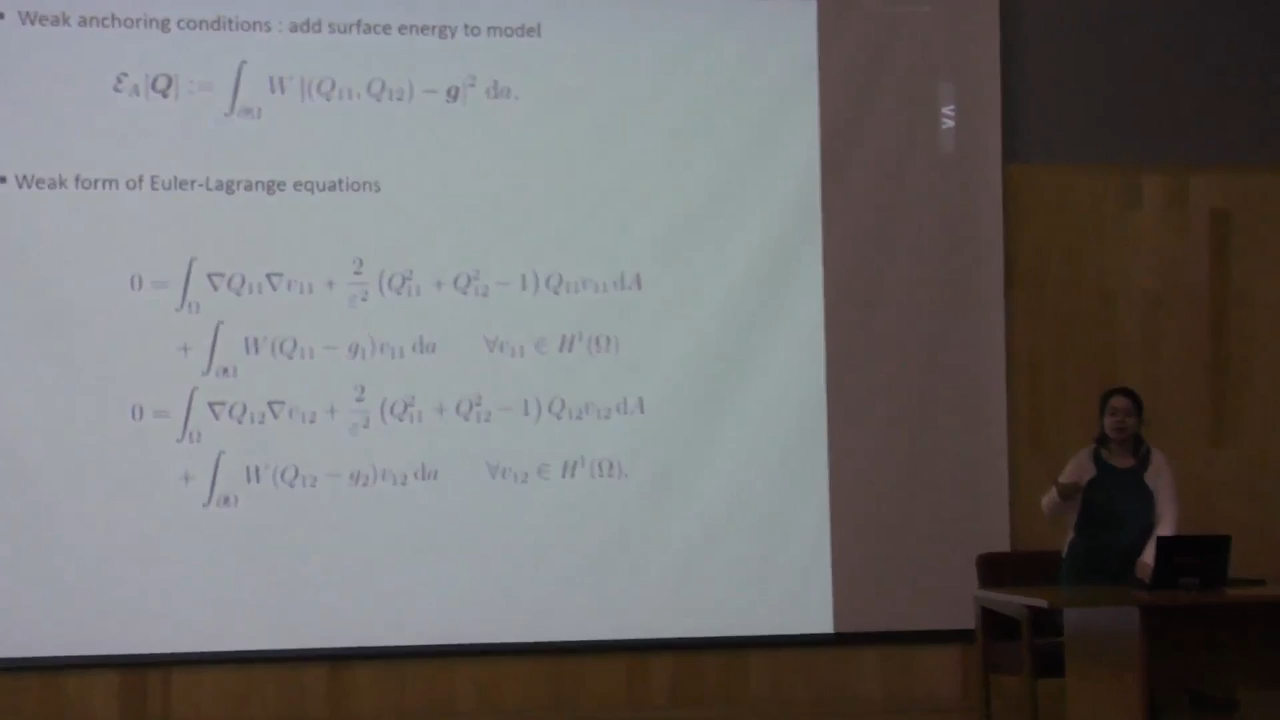 ▪ Weak anchoring conditions : add surface energy to model
ℰ_A[Q] := ∫_∂Ω W |(Q₁₁, Q₁₂) − g|² da.
▪ Weak form of Euler-Lagrange equations
0 = ∫_Ω ∇Q₁₁∇v₁₁ + 2/ε² (Q₁₁² + Q₁₂² − 1) Q₁₁v₁₁ dA
+ ∫_∂Ω W(Q₁₁ − g₁)v₁₁ da ∀v₁₁ ∈ H¹(Ω)
0 = ∫_Ω ∇Q₁₂∇v₁₂ + 2/ε² (Q₁₁² + Q₁₂² − 1) Q₁₂v₁₂ dA
+ ∫_∂Ω W(Q₁₂ − g₂)v₁₂ da ∀v₁₂ ∈ H¹(Ω).